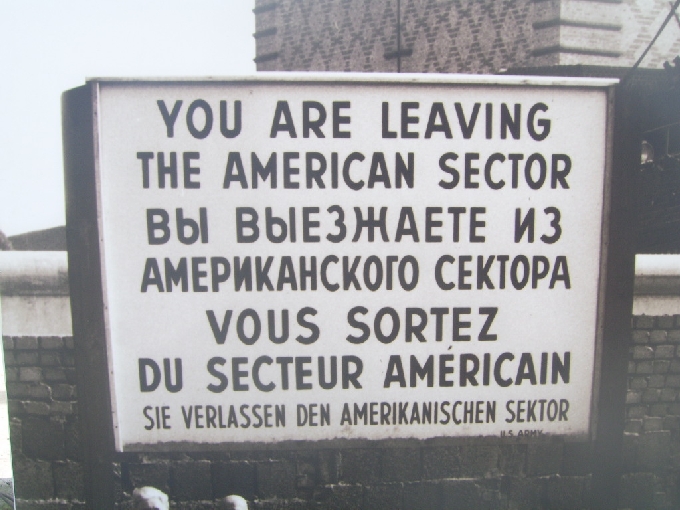 YOU ARE LEAVING
THE AMERICAN SECTOR
ВЫ ВЫЕЗЖАЕТЕ ИЗ
АМЕРИКАНСКОГО СЕКТОРА
VOUS SORTEZ
DU SECTEUR AMÉRICAIN
SIE VERLASSEN DEN AMERIKANISCHEN SEKTOR
U.S. ARMY